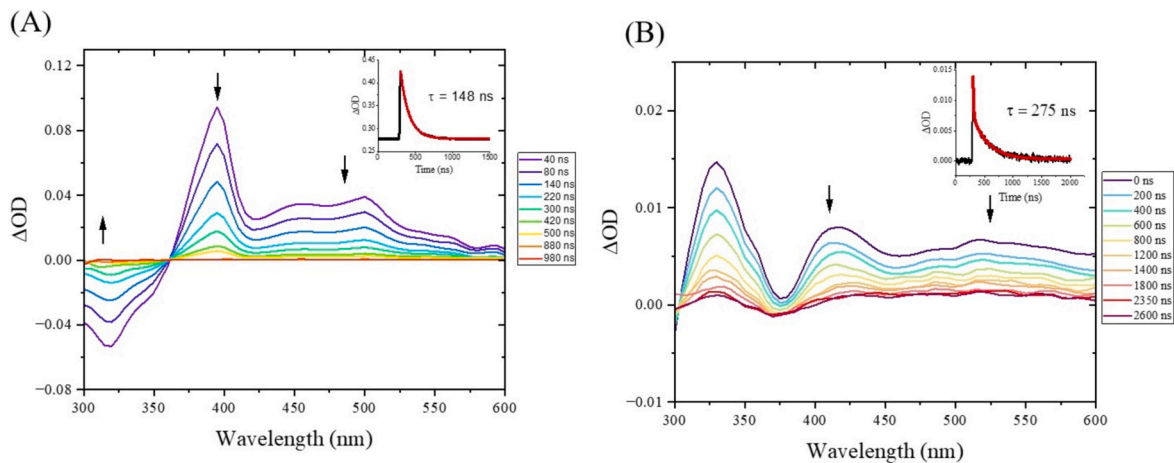 (A)
ΔOD
0.12
0.08
0.04
0.00
−0.04
−0.08
300
350
400
450
500
550
600
Wavelength (nm)
ΔOD
0.45
0.40
0.35
0.30
0.25
0
500
1000
1500
Time (ns)
τ = 148 ns
40 ns
80 ns
140 ns
220 ns
300 ns
420 ns
500 ns
880 ns
980 ns
(B)
ΔOD
0.02
0.01
0.00
−0.01
300
350
400
450
500
550
600
Wavelength (nm)
ΔOD
0.015
0.010
0.005
0.000
0
500
1000
1500
2000
Time (ns)
τ = 275 ns
0 ns
200 ns
400 ns
600 ns
800 ns
1200 ns
1400 ns
1800 ns
2350 ns
2600 ns